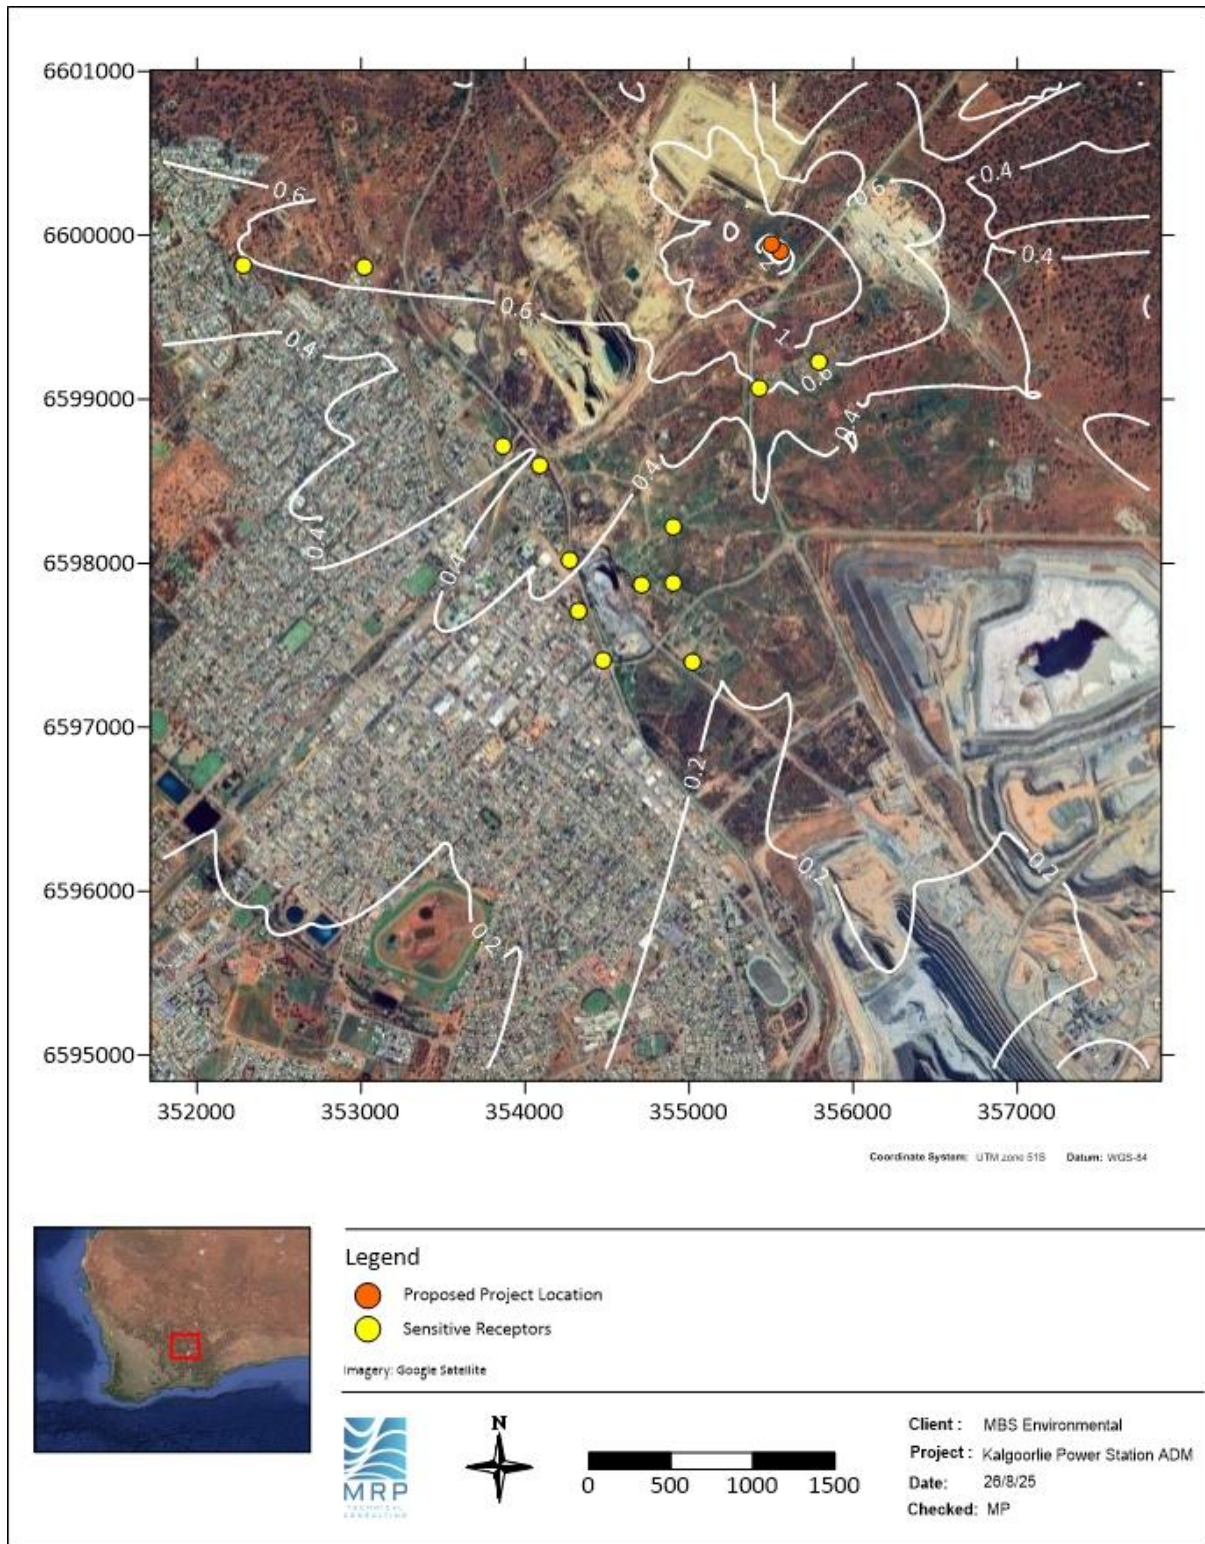 6601000
0.6
0.6
0.4
6600000
2
0.4
0.6
1
0.4
0.6
6599000
0.4
0.4
0.4
6598000
0.4
6597000
0.2
0.2
0.2
6596000
0.2
6595000
352000 353000 354000 355000 356000 357000
Coordinate System: UTM zone 51S Datum: WGS-84
Legend
Proposed Project Location
Sensitive Receptors
Imagery: Google Satellite
MRP
TECHNICAL
CONSULTING
N
0 500 1000 1500
Client : MBS Environmental
Project : Kalgoorlie Power Station ADM
Date: 26/8/25
Checked: MP